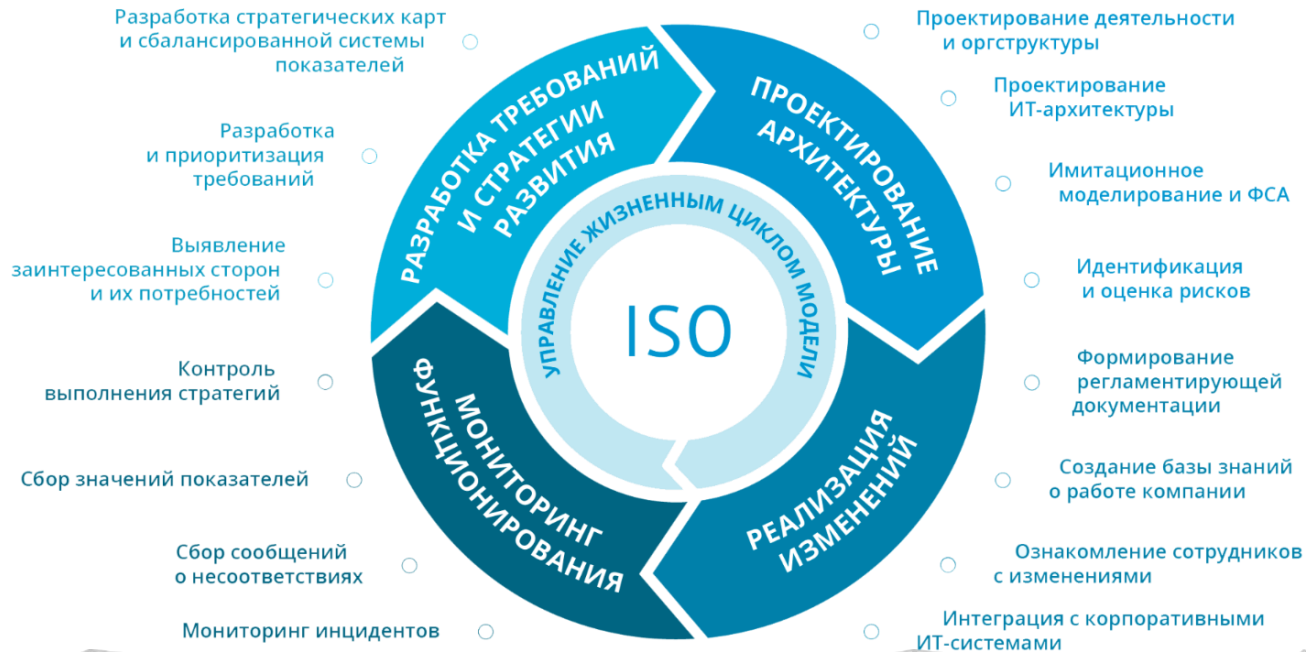 Разработка стратегических карт
и сбалансированной системы
показателей
Разработка
и приоритизация
требований
Выявление
заинтересованных сторон
и их потребностей
Контроль
выполнения стратегий
Сбор значений показателей
Сбор сообщений
о несоответствиях
Мониторинг инцидентов
РАЗРАБОТКА ТРЕБОВАНИЙ
И СТРАТЕГИИ
РАЗВИТИЯ
ПРОЕКТИРОВАНИЕ
АРХИТЕКТУРЫ
РЕАЛИЗАЦИЯ
ИЗМЕНЕНИЙ
МОНИТОРИНГ
ФУНКЦИОНИРОВАНИЯ
УПРАВЛЕНИЕ ЖИЗНЕННЫМ ЦИКЛОМ МОДЕЛИ
ISO
Проектирование деятельности
и оргструктуры
Проектирование
ИТ-архитектуры
Имитационное
моделирование и ФСА
Идентификация
и оценка рисков
Формирование
регламентирующей
документации
Создание базы знаний
о работе компании
Ознакомление сотрудников
с изменениями
Интеграция с корпоративными
ИТ-системами